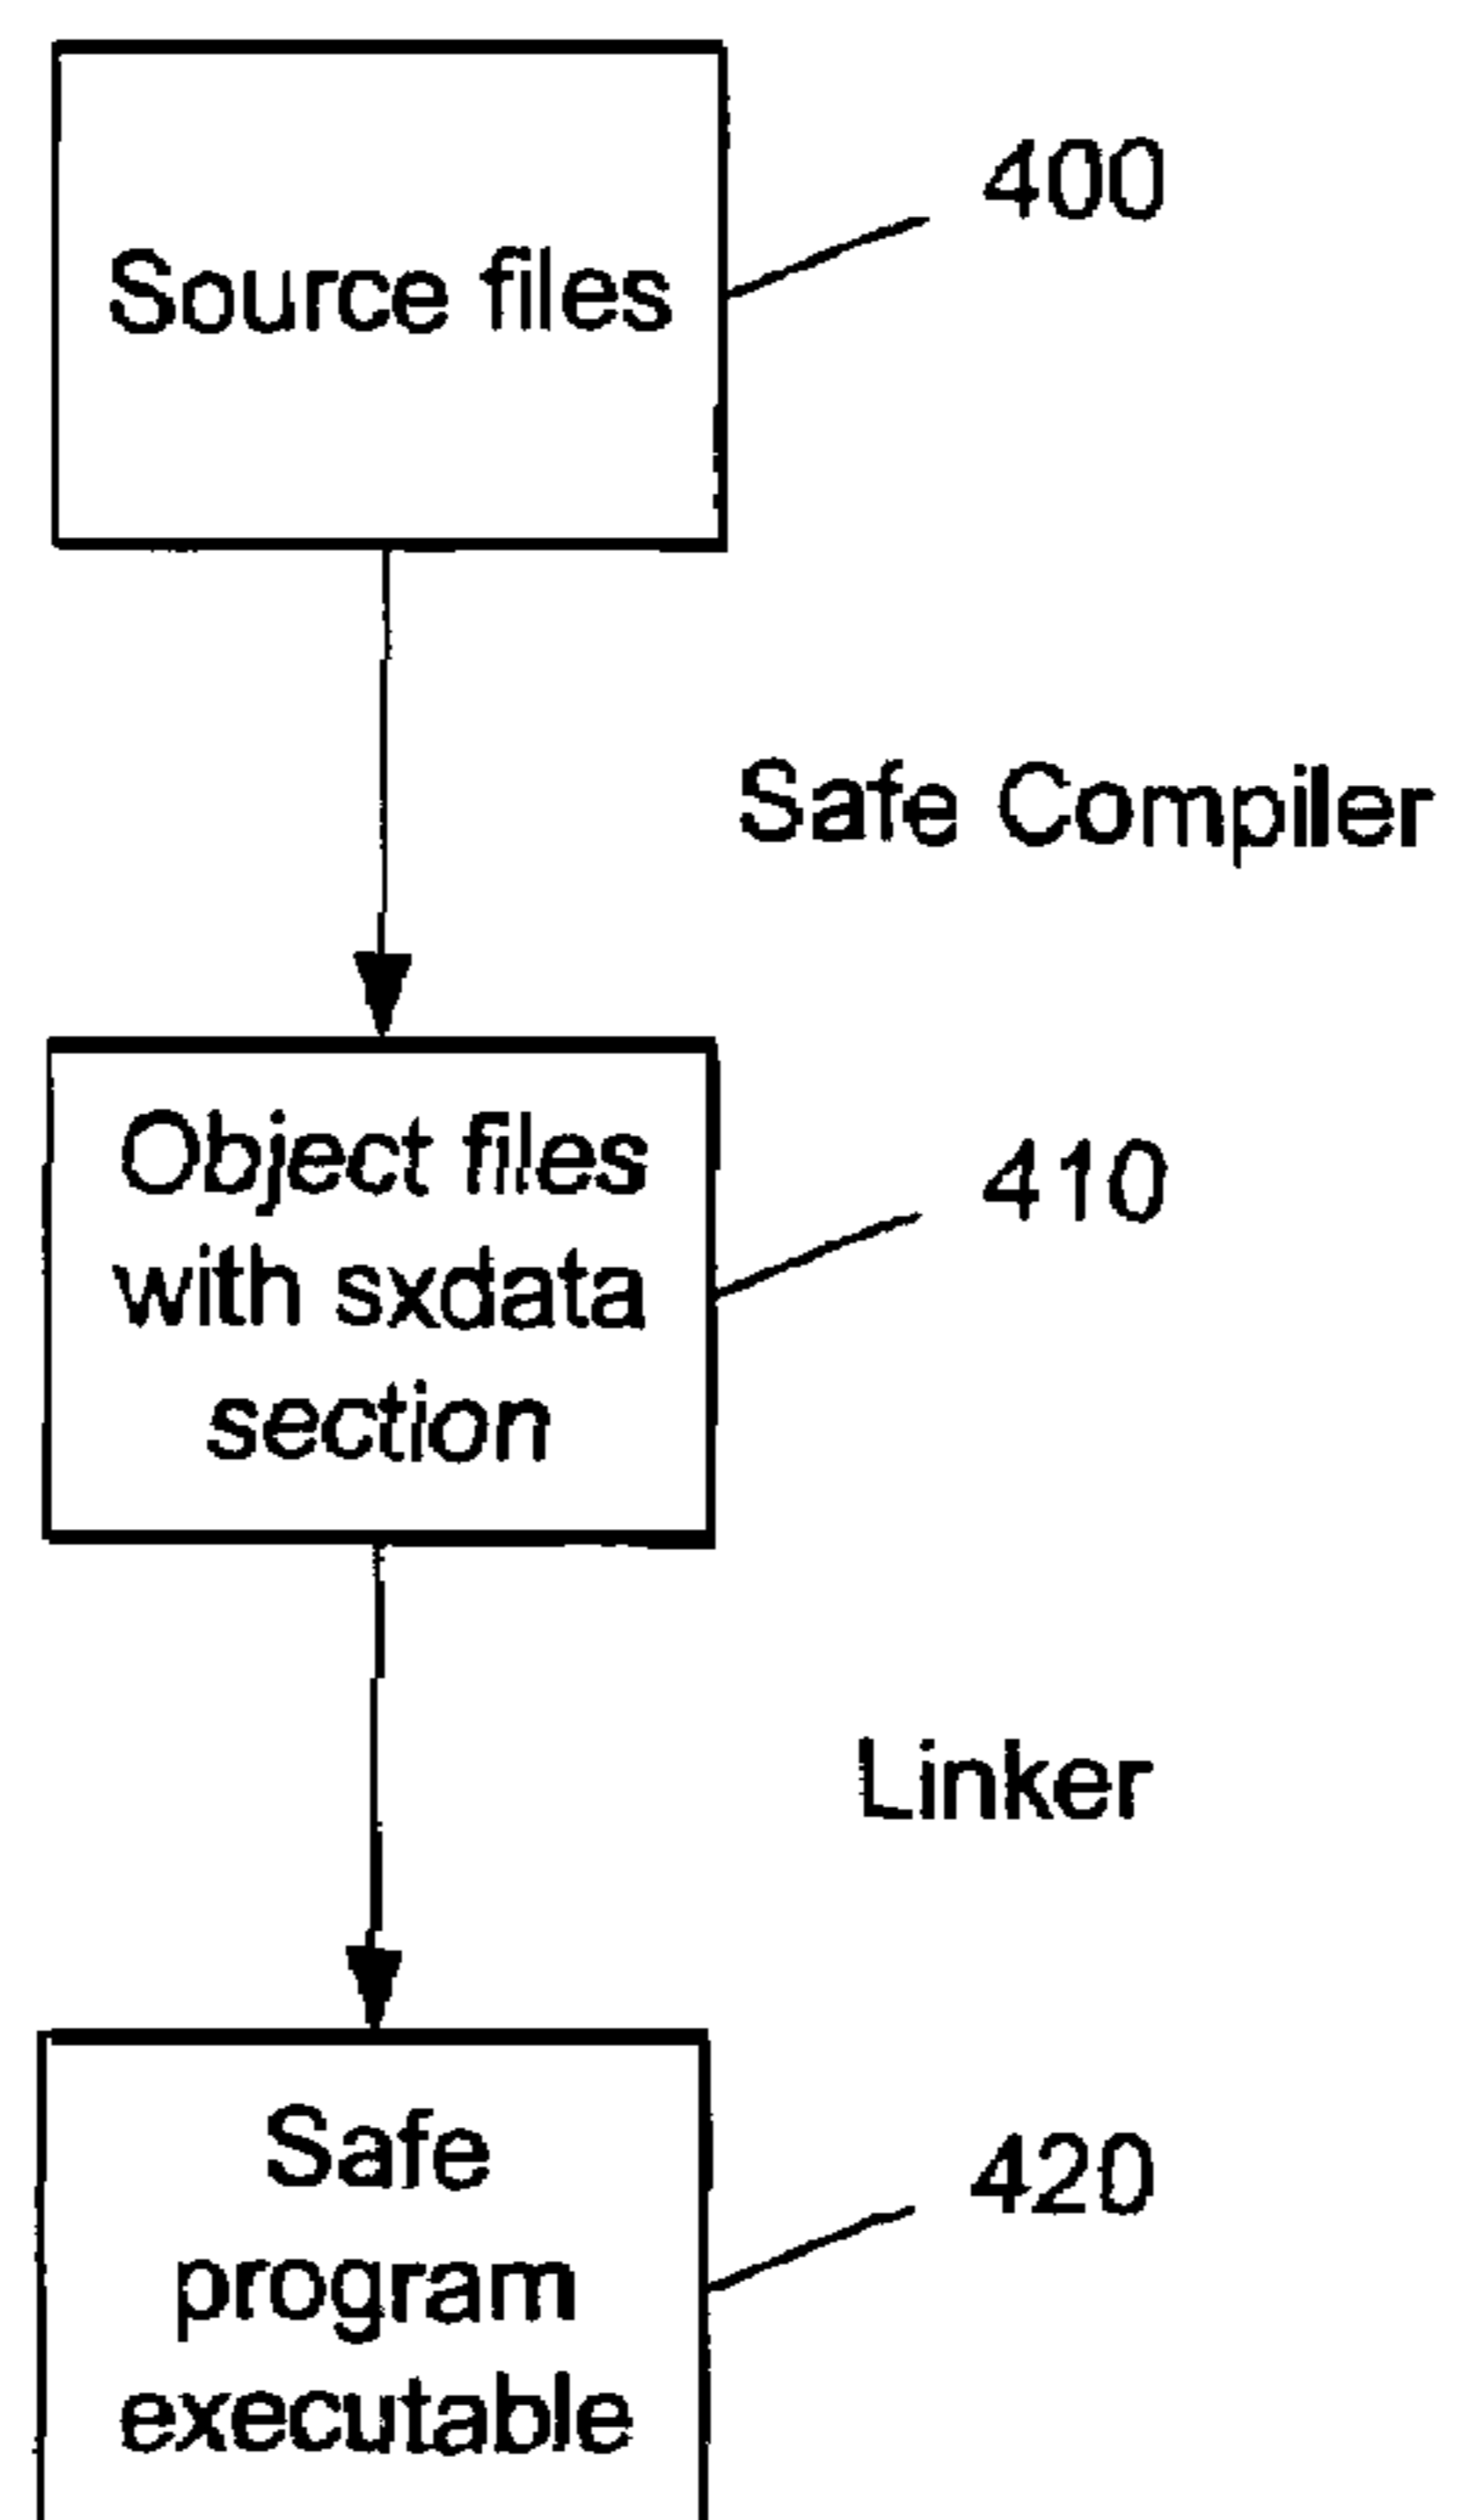 400
Source files
Safe Compiler
Object files
with sxdata
section
410
Linker
Safe
program
executable
420